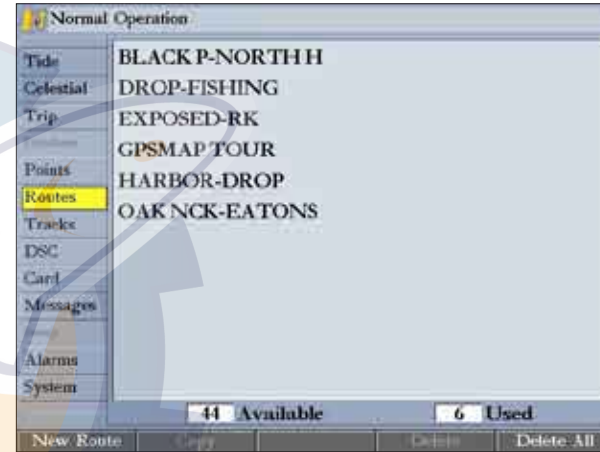 Normal Operation
Tide
Celestial
Trip
Points
Routes
Tracks
DSC
Card
Messages
Alarms
System
BLACK P-NORTH H
DROP-FISHING
EXPOSED-RK
GPSMAP TOUR
HARBOR-DROP
OAK NCK-EATONS
44 Available
6 Used
New Route
Copy
Delete
Delete All